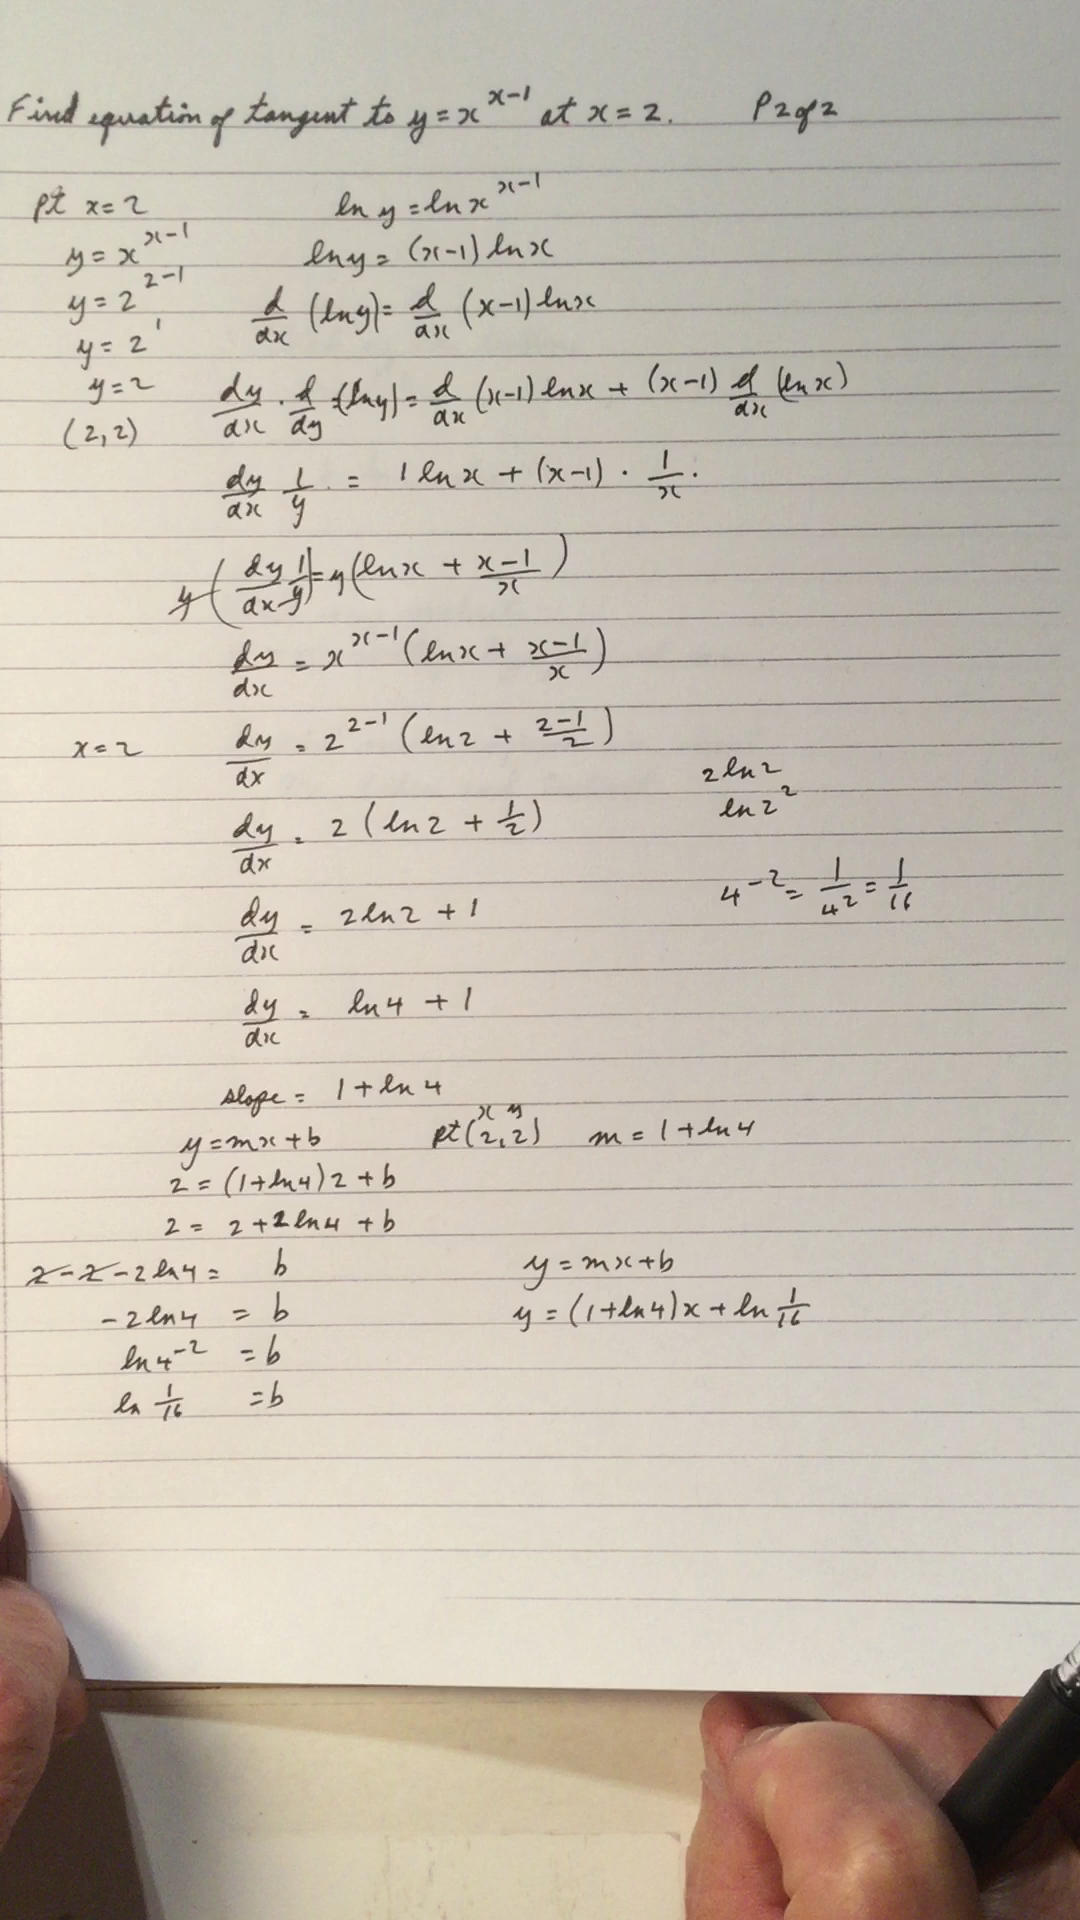 Find equation of tangent to y = x^(x-1) at x = 2. P2 of 2
pt x = 2
y = x^(x-1)
y = 2^(2-1)
y = 2^1
y = 2
(2,2)
ln y = ln x^(x-1)
ln y = (x-1) ln x
d/dx (ln y) = d/dx (x-1) ln x
dy/dx · d/dy (ln y) = d/dx (x-1) ln x + (x-1) d/dx (ln x)
dy/dx 1/y = 1 ln x + (x-1) · 1/x.
y (dy/dx 1/y) = y (ln x + x-1/x)
dy/dx = x^(x-1) (ln x + x-1/x)
x = 2 dy/dx = 2^(2-1) (ln 2 + 2-1/2)
dy/dx = 2 (ln 2 + 1/2)
dy/dx = 2 ln 2 + 1
dy/dx = ln 4 + 1
2 ln 2
ln 2^2
4^-2 = 1/4^2 = 1/16
slope = 1 + ln 4
x y
y = mx + b pt (2,2) m = 1 + ln 4
2 = (1 + ln 4) 2 + b
2 = 2 + 2 ln 4 + b
2 - 2 - 2 ln 4 = b
-2 ln 4 = b
ln 4^-2 = b
ln 1/16 = b
y = mx + b
y = (1 + ln 4) x + ln 1/16